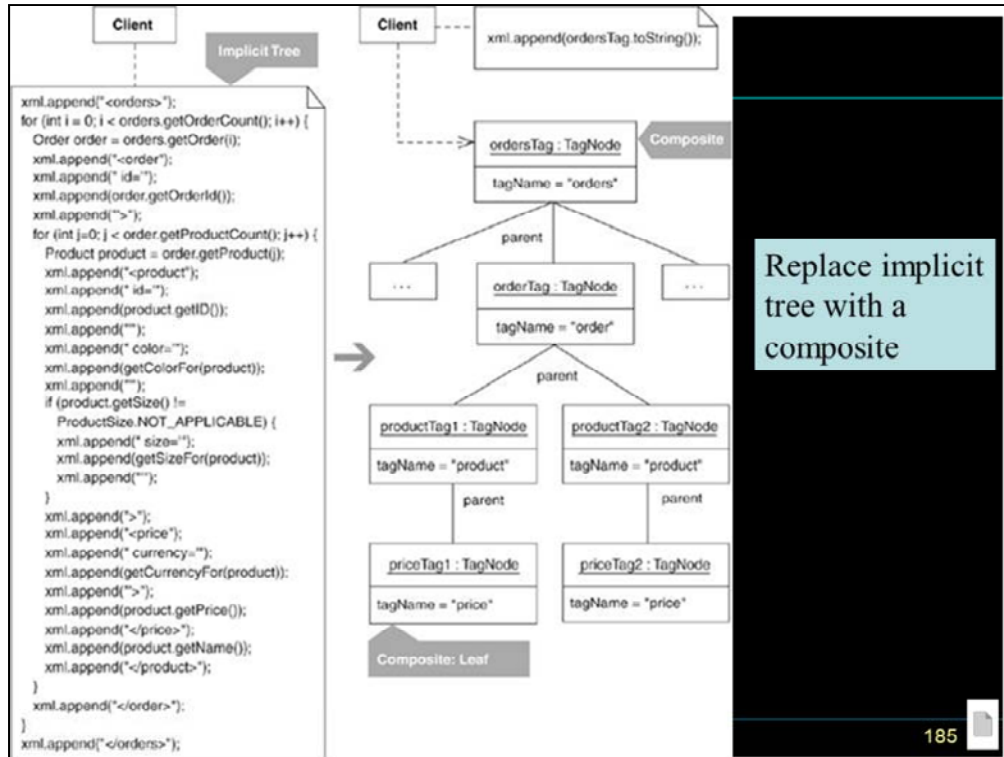 Client
Implicit Tree
xml.append("<orders>");
for (int i = 0; i < orders.getOrderCount(); i++) {
Order order = orders.getOrder(i);
xml.append("<order");
xml.append(" id='");
xml.append(order.getOrderId());
xml.append("'>");
for (int j=0; j < order.getProductCount(); j++) {
Product product = order.getProduct(j);
xml.append("<product");
xml.append(" id='");
xml.append(product.getID());
xml.append("'");
xml.append(" color='");
xml.append(getColorFor(product));
xml.append("'");
if (product.getSize() !=
ProductSize.NOT_APPLICABLE) {
xml.append(" size='");
xml.append(getSizeFor(product));
xml.append("'");
}
xml.append(">");
xml.append("<price");
xml.append(" currency='");
xml.append(getCurrencyFor(product));
xml.append("'>");
xml.append(product.getPrice());
xml.append("</price>");
xml.append(product.getName());
xml.append("</product>");
}
xml.append("</order>");
}
xml.append("</orders>");
Client
xml.append(ordersTag.toString());
ordersTag : TagNode
Composite
tagName = "orders"
parent
. . .
orderTag : TagNode
. . .
tagName = "order"
parent
productTag1 : TagNode
productTag2 : TagNode
tagName = "product"
tagName = "product"
parent
parent
priceTag1 : TagNode
priceTag2 : TagNode
tagName = "price"
tagName = "price"
Composite: Leaf
Replace implicit
tree with a
composite
185